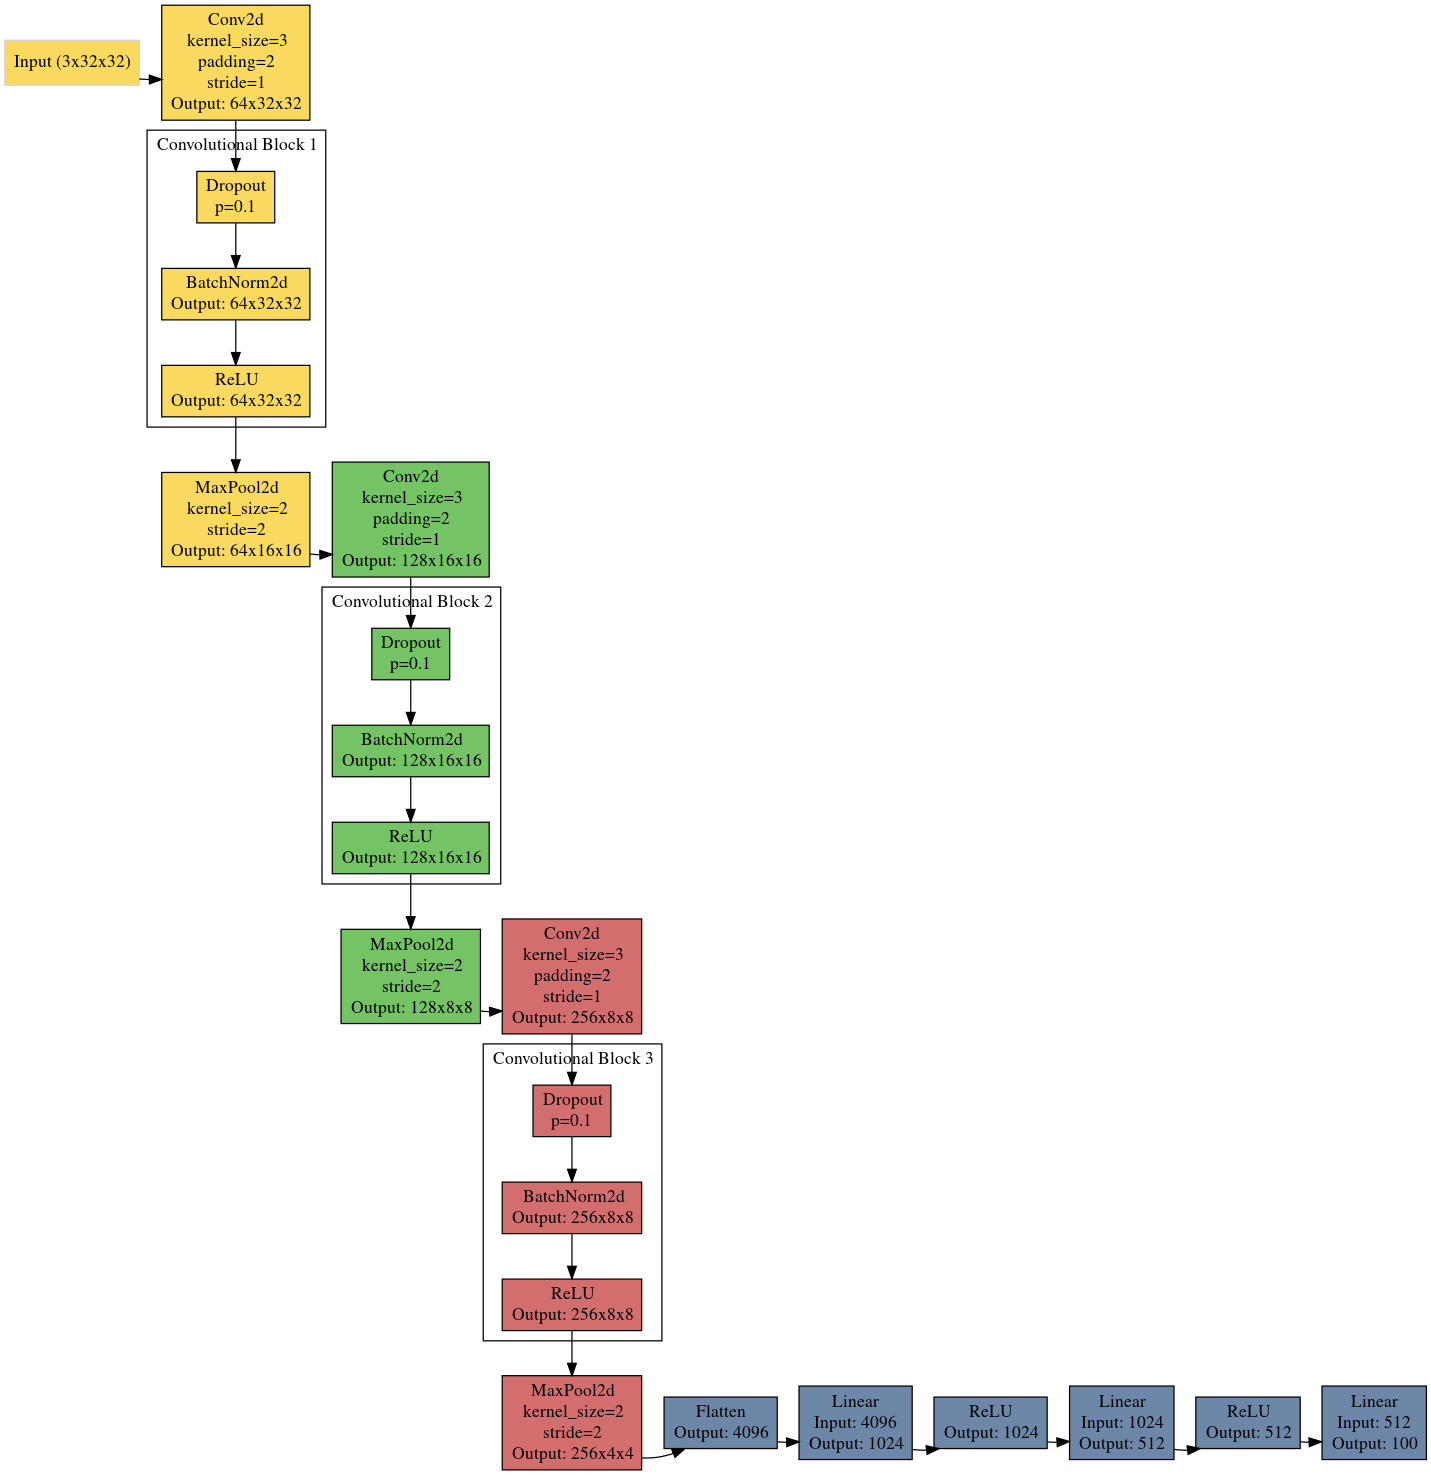 Input (3x32x32)
Conv2d
kernel_size=3
padding=2
stride=1
Output: 64x32x32
Convolutional Block 1
Dropout
p=0.1
BatchNorm2d
Output: 64x32x32
ReLU
Output: 64x32x32
MaxPool2d
kernel_size=2
stride=2
Output: 64x16x16
Conv2d
kernel_size=3
padding=2
stride=1
Output: 128x16x16
Convolutional Block 2
Dropout
p=0.1
BatchNorm2d
Output: 128x16x16
ReLU
Output: 128x16x16
MaxPool2d
kernel_size=2
stride=2
Output: 128x8x8
Conv2d
kernel_size=3
padding=2
stride=1
Output: 256x8x8
Convolutional Block 3
Dropout
p=0.1
BatchNorm2d
Output: 256x8x8
ReLU
Output: 256x8x8
MaxPool2d
kernel_size=2
stride=2
Output: 256x4x4
Flatten
Output: 4096
Linear
Input: 4096
Output: 1024
ReLU
Output: 1024
Linear
Input: 1024
Output: 512
ReLU
Output: 512
Linear
Input: 512
Output: 100